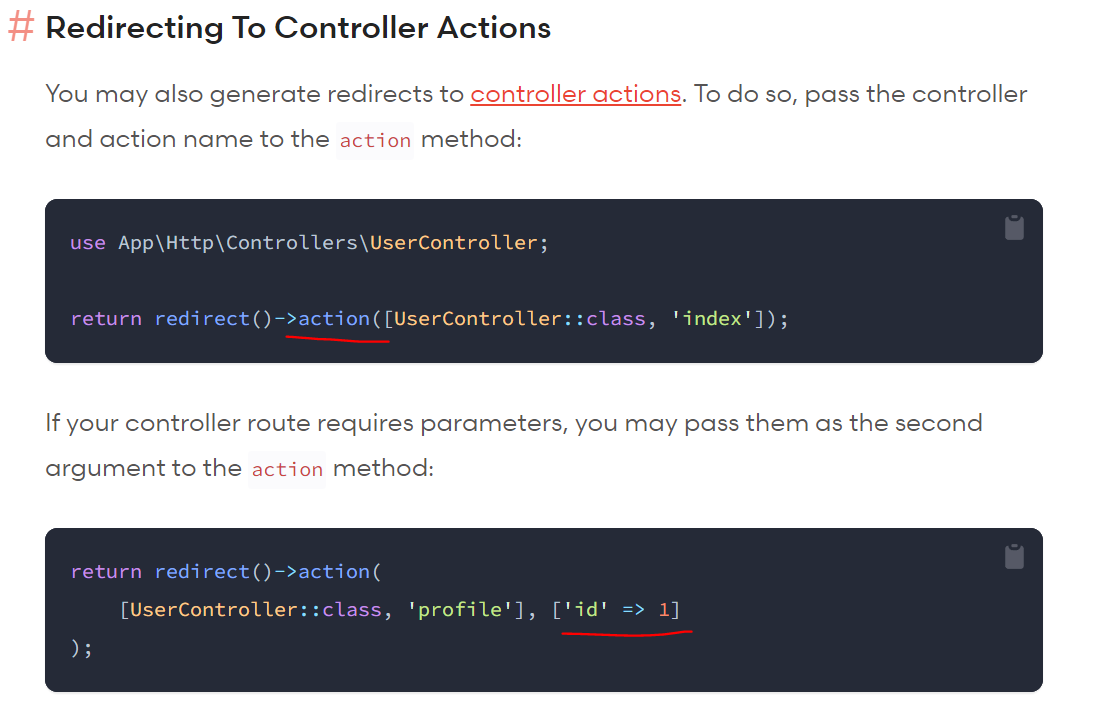 # Redirecting To Controller Actions
You may also generate redirects to controller actions. To do so, pass the controller
and action name to the action method:
use App\Http\Controllers\UserController;
return redirect()->action([UserController::class, 'index']);
If your controller route requires parameters, you may pass them as the second
argument to the action method:
return redirect()->action(
    [UserController::class, 'profile'], ['id' => 1]
);